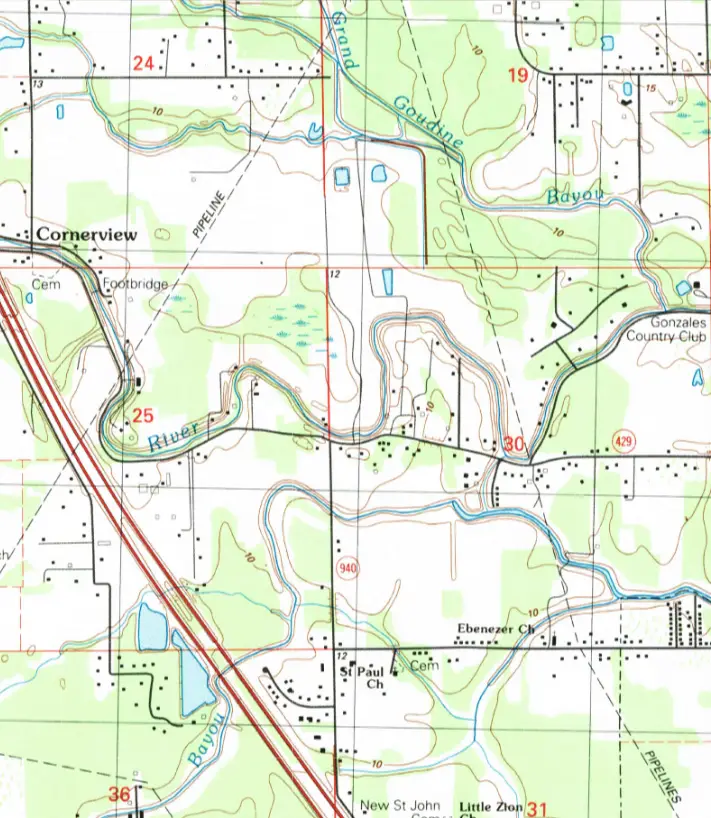 Grand
10
24
19
13
15
10
Goudine
Bayou
PIPELINE
10
Cornerview
12
Cem
Footbridge
Gonzales
Country Club
10
25
River
30
429
10
940
10
Ebenezer Ch
12
St Paul
Ch
Cem
Bayou
PIPELINES
10
36
New St John
Little Zion
31